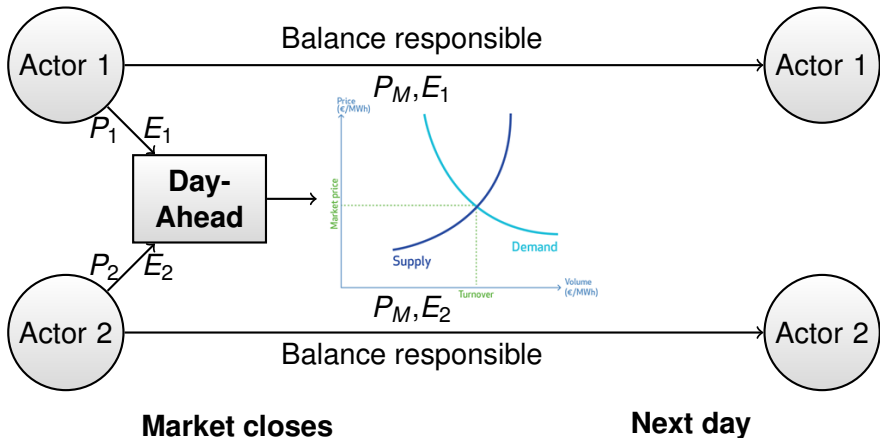 Balance responsible
Actor 1
Actor 1
P_M, E_1
P_1
E_1
Price
(€/MWh)
Day-
Ahead
Market price
Demand
Supply
P_2
E_2
Volume
(€/MWh)
Turnover
P_M, E_2
Actor 2
Actor 2
Balance responsible
Market closes
Next day